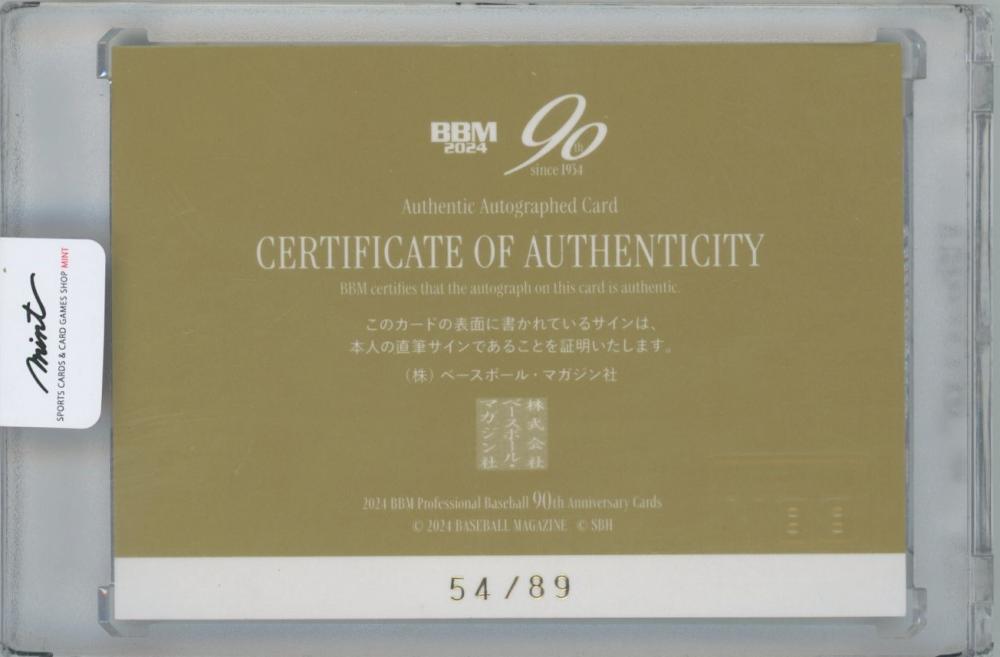 BBM
2024
90th
since 1934
Authentic Autographed Card
CERTIFICATE OF AUTHENTICITY
BBM certifies that the autograph on this card is authentic.
このカードの表面に書かれているサインは、
本人の直筆サインであることを証明いたします。
（株）ベースボール・マガジン社
株式会社
ベースボール・
マガジン社
2024 BBM Professional Baseball 90th Anniversary Cards
© 2024 BASEBALL MAGAZINE © SBH
54/89
mint
SPORTS CARDS & CARD GAMES SHOP MINT